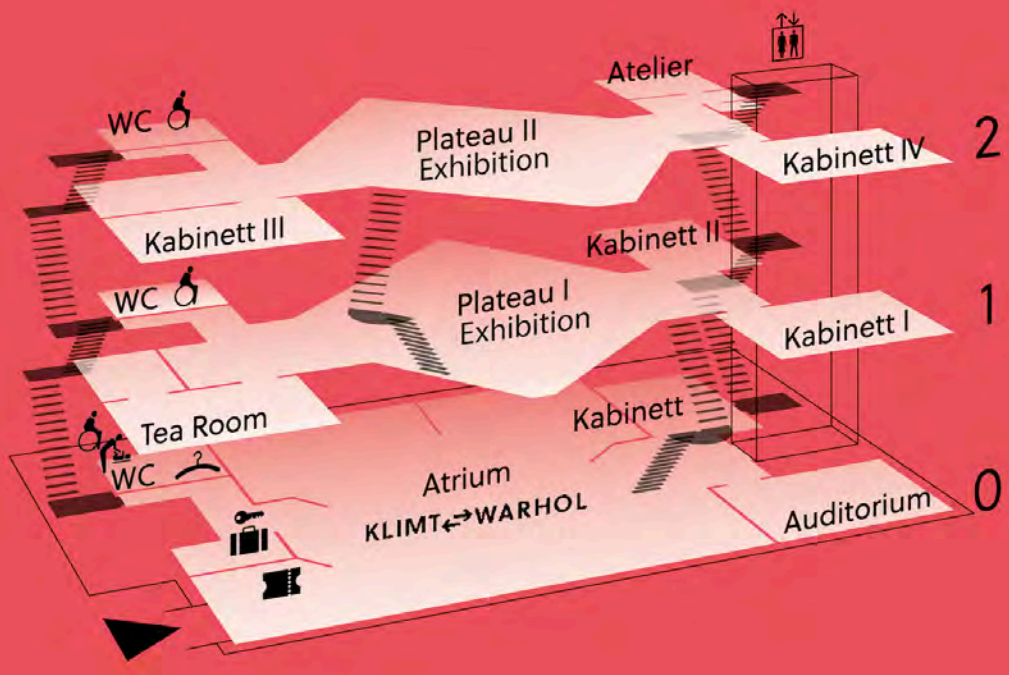 Atelier
WC
Plateau II
Exhibition
Kabinett IV
2
Kabinett III
Kabinett II
WC
Plateau I
Exhibition
Kabinett I
1
Tea Room
Kabinett
WC
Atrium
KLIMT⇄WARHOL
Auditorium
0